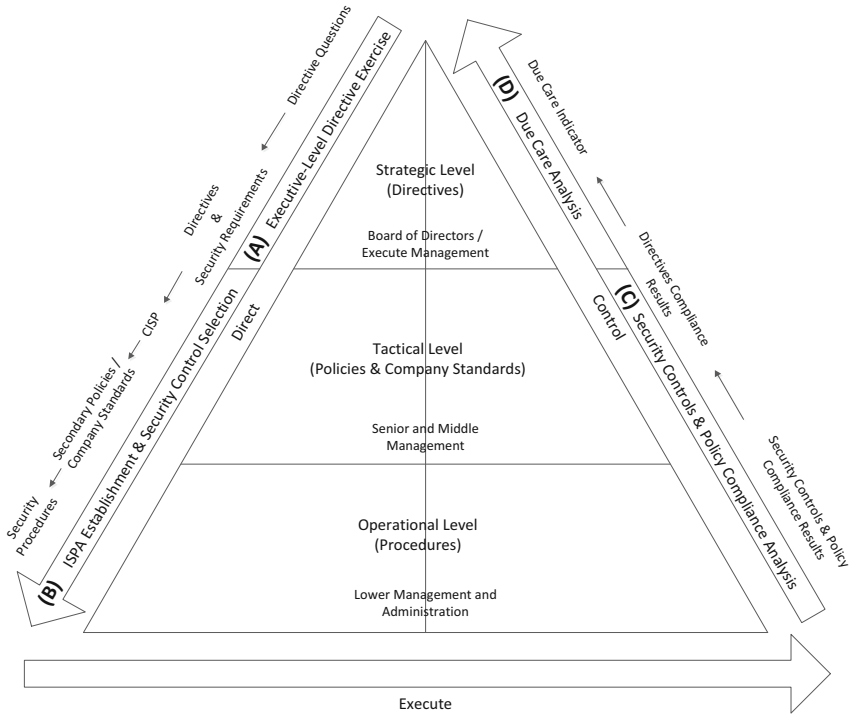 Directive Questions
Directives
&
Security Requirements
CISP
Secondary Policies /
Company Standards
Security
Procedures
(A) Executive-Level Directive Exercise
(B) ISPA Establishment & Security Control Selection
Direct
Strategic Level
(Directives)
Board of Directors /
Execute Management
Tactical Level
(Policies & Company Standards)
Senior and Middle
Management
Operational Level
(Procedures)
Lower Management and
Administration
Control
(D) Due Care Analysis
(C) Security Controls & Policy Compliance Analysis
Due Care Indicator
Directives Compliance
Results
Security Controls & Policy
Compliance Results
Execute